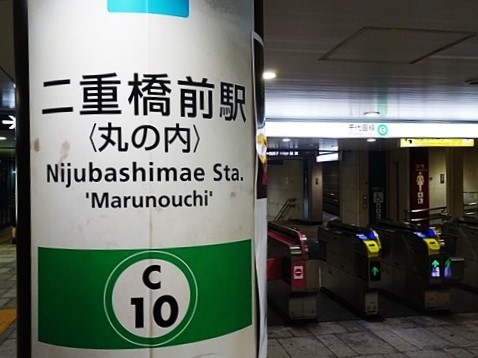 二重橋前駅
〈丸の内〉
Nijubashimae Sta.
'Marunouchi'
C
10
千代田線 C